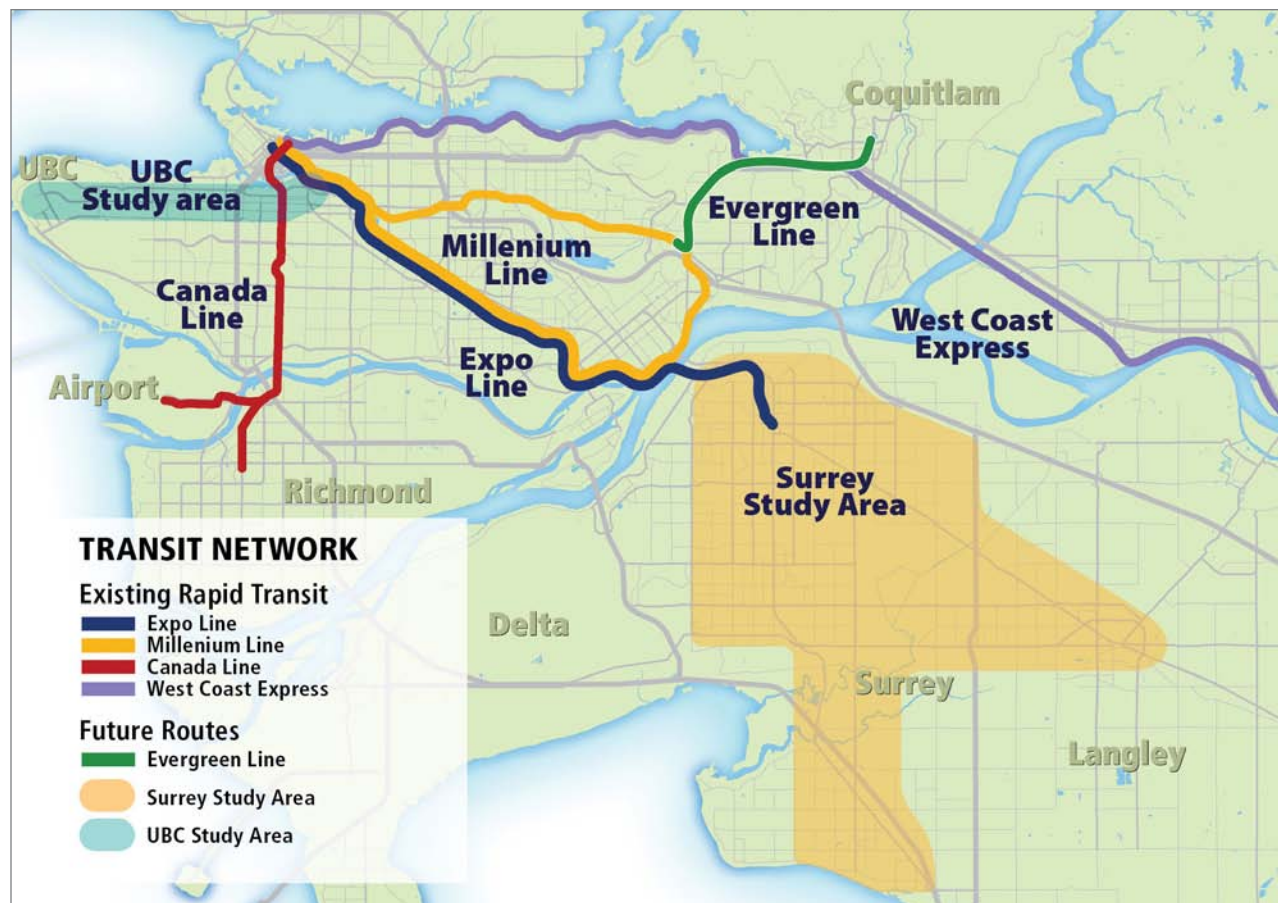 Coquitlam
UBC
UBC
Study area
Evergreen
Line
Millenium
Line
Canada
Line
West Coast
Express
Expo
Line
Airport
Surrey
Study Area
Richmond
TRANSIT NETWORK
Existing Rapid Transit
Expo Line
Millenium Line
Canada Line
West Coast Express
Future Routes
Evergreen Line
Surrey Study Area
UBC Study Area
Delta
Surrey
Langley